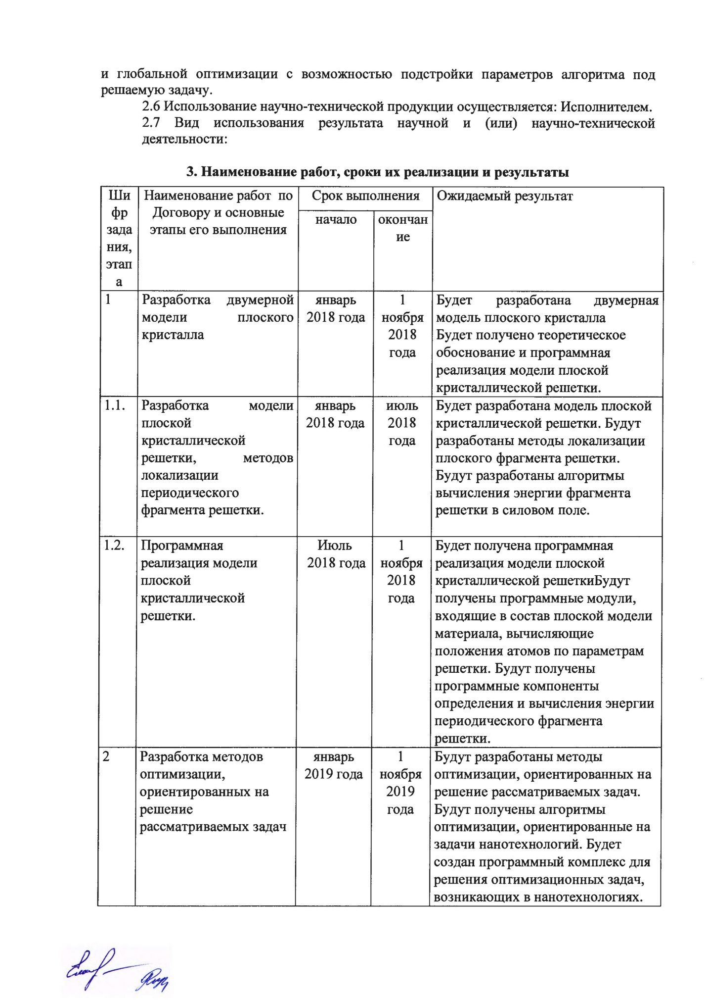 и глобальной оптимизации с возможностью подстройки параметров алгоритма под
решаемую задачу.
2.6 Использование научно-технической продукции осуществляется: Исполнителем.
2.7 Вид использования результата научной и (или) научно-технической
деятельности:
3. Наименование работ, сроки их реализации и результаты
Ши
фр
зада
ния,
этап
а
Наименование работ по
Договору и основные
этапы его выполнения
Срок выполнения
начало
окончан
ие
Ожидаемый результат
1
Разработка двумерной
модели плоского
кристалла
январь
2018 года
1
ноября
2018
года
Будет разработана двумерная
модель плоского кристалла
Будет получено теоретическое
обоснование и программная
реализация модели плоской
кристаллической решетки.
1.1.
Разработка модели
плоской
кристаллической
решетки, методов
локализации
периодического
фрагмента решетки.
январь
2018 года
июль
2018
года
Будет разработана модель плоской
кристаллической решетки. Будут
разработаны методы локализации
плоского фрагмента решетки.
Будут разработаны алгоритмы
вычисления энергии фрагмента
решетки в силовом поле.
1.2.
Программная
реализация модели
плоской
кристаллической
решетки.
Июль
2018 года
1
ноября
2018
года
Будет получена программная
реализация модели плоской
кристаллической решеткиБудут
получены программные модули,
входящие в состав плоской модели
материала, вычисляющие
положения атомов по параметрам
решетки. Будут получены
программные компоненты
определения и вычисления энергии
периодического фрагмента
решетки.
2
Разработка методов
оптимизации,
ориентированных на
решение
рассматриваемых задач
январь
2019 года
1
ноября
2019
года
Будут разработаны методы
оптимизации, ориентированных на
решение рассматриваемых задач.
Будут получены алгоритмы
оптимизации, ориентированные на
задачи нанотехнологий. Будет
создан программный комплекс для
решения оптимизационных задач,
возникающих в нанотехнологиях.